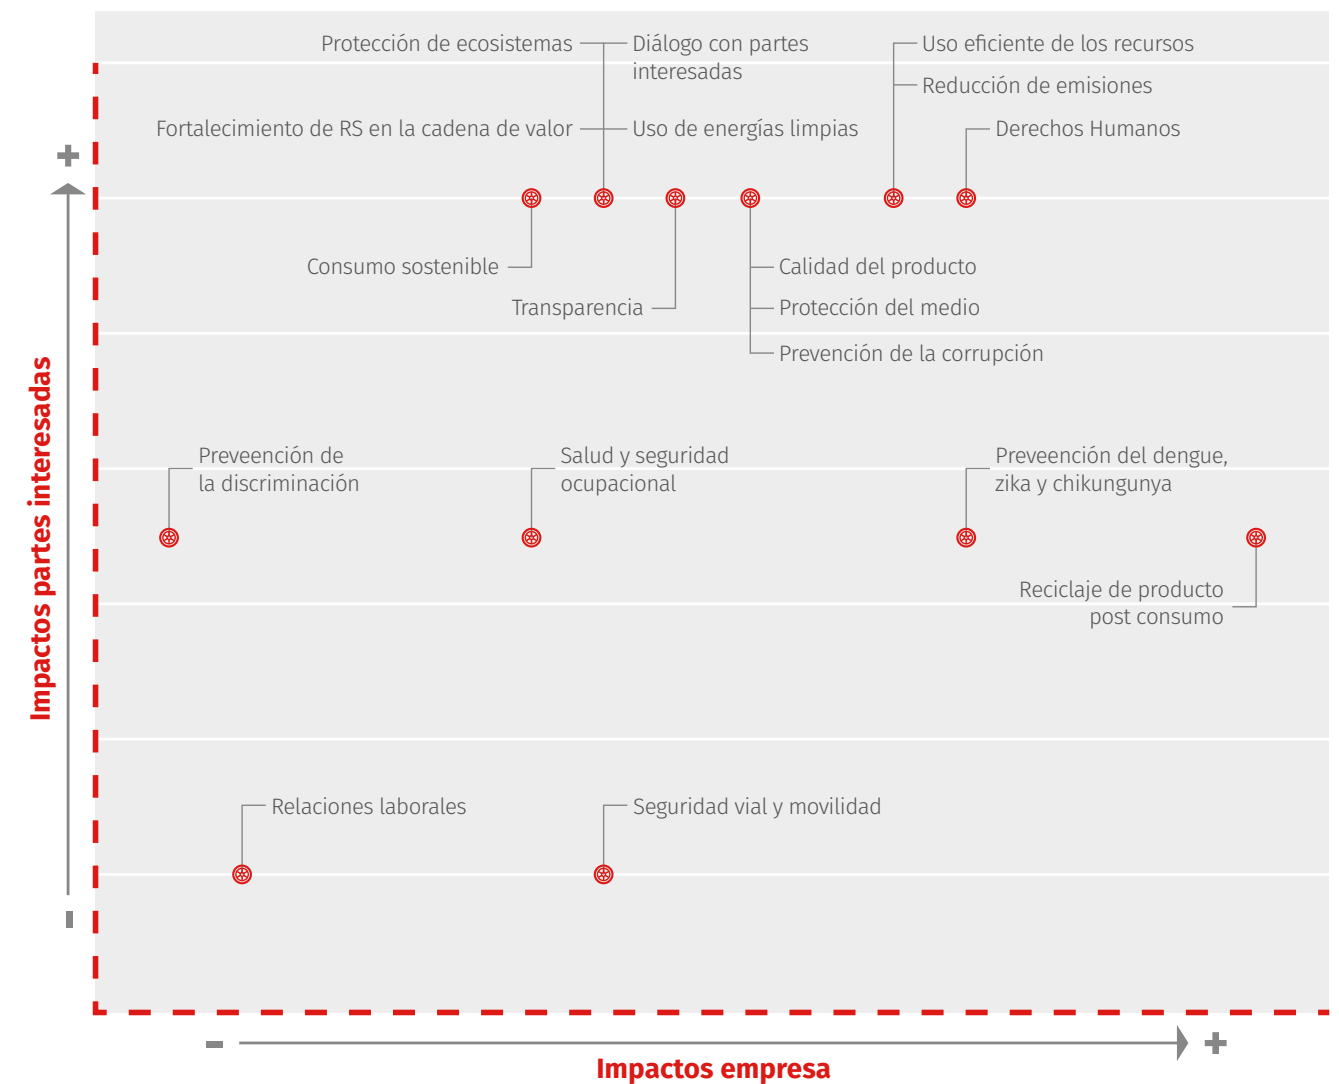 Protección de ecosistemas
Diálogo con partes
interesadas
Uso eficiente de los recursos
Reducción de emisiones
Fortalecimiento de RS en la cadena de valor
Uso de energías limpias
Derechos Humanos
+
Consumo sostenible
Calidad del producto
Transparencia
Protección del medio
Prevención de la corrupción
Impactos partes interesadas
Preveención de
la discriminación
Salud y seguridad
ocupacional
Preveención del dengue,
zika y chikungunya
Reciclaje de producto
post consumo
Relaciones laborales
Seguridad vial y movilidad
-
-
+
Impactos empresa